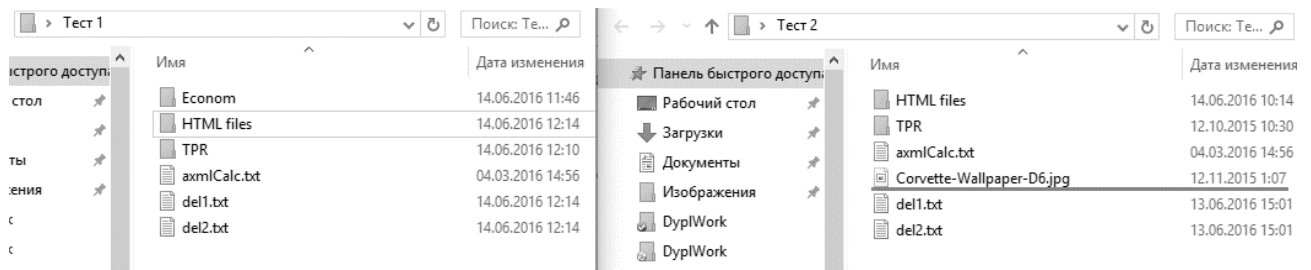 Тест 1
Поиск: Те...
Имя
Дата изменения
Econom
14.06.2016 11:46
HTML files
14.06.2016 12:14
TPR
14.06.2016 12:10
axmlCalc.txt
04.03.2016 14:56
del1.txt
14.06.2016 12:14
del2.txt
14.06.2016 12:14
стол
Тест 2
Поиск: Те...
Панель быстрого доступа
Рабочий стол
Загрузки
Документы
Изображения
DyplWork
DyplWork
Имя
Дата изменения
HTML files
14.06.2016 10:14
TPR
12.10.2015 10:30
axmlCalc.txt
04.03.2016 14:56
Corvette-Wallpaper-D6.jpg
12.11.2015 1:07
del1.txt
13.06.2016 15:01
del2.txt
13.06.2016 15:01